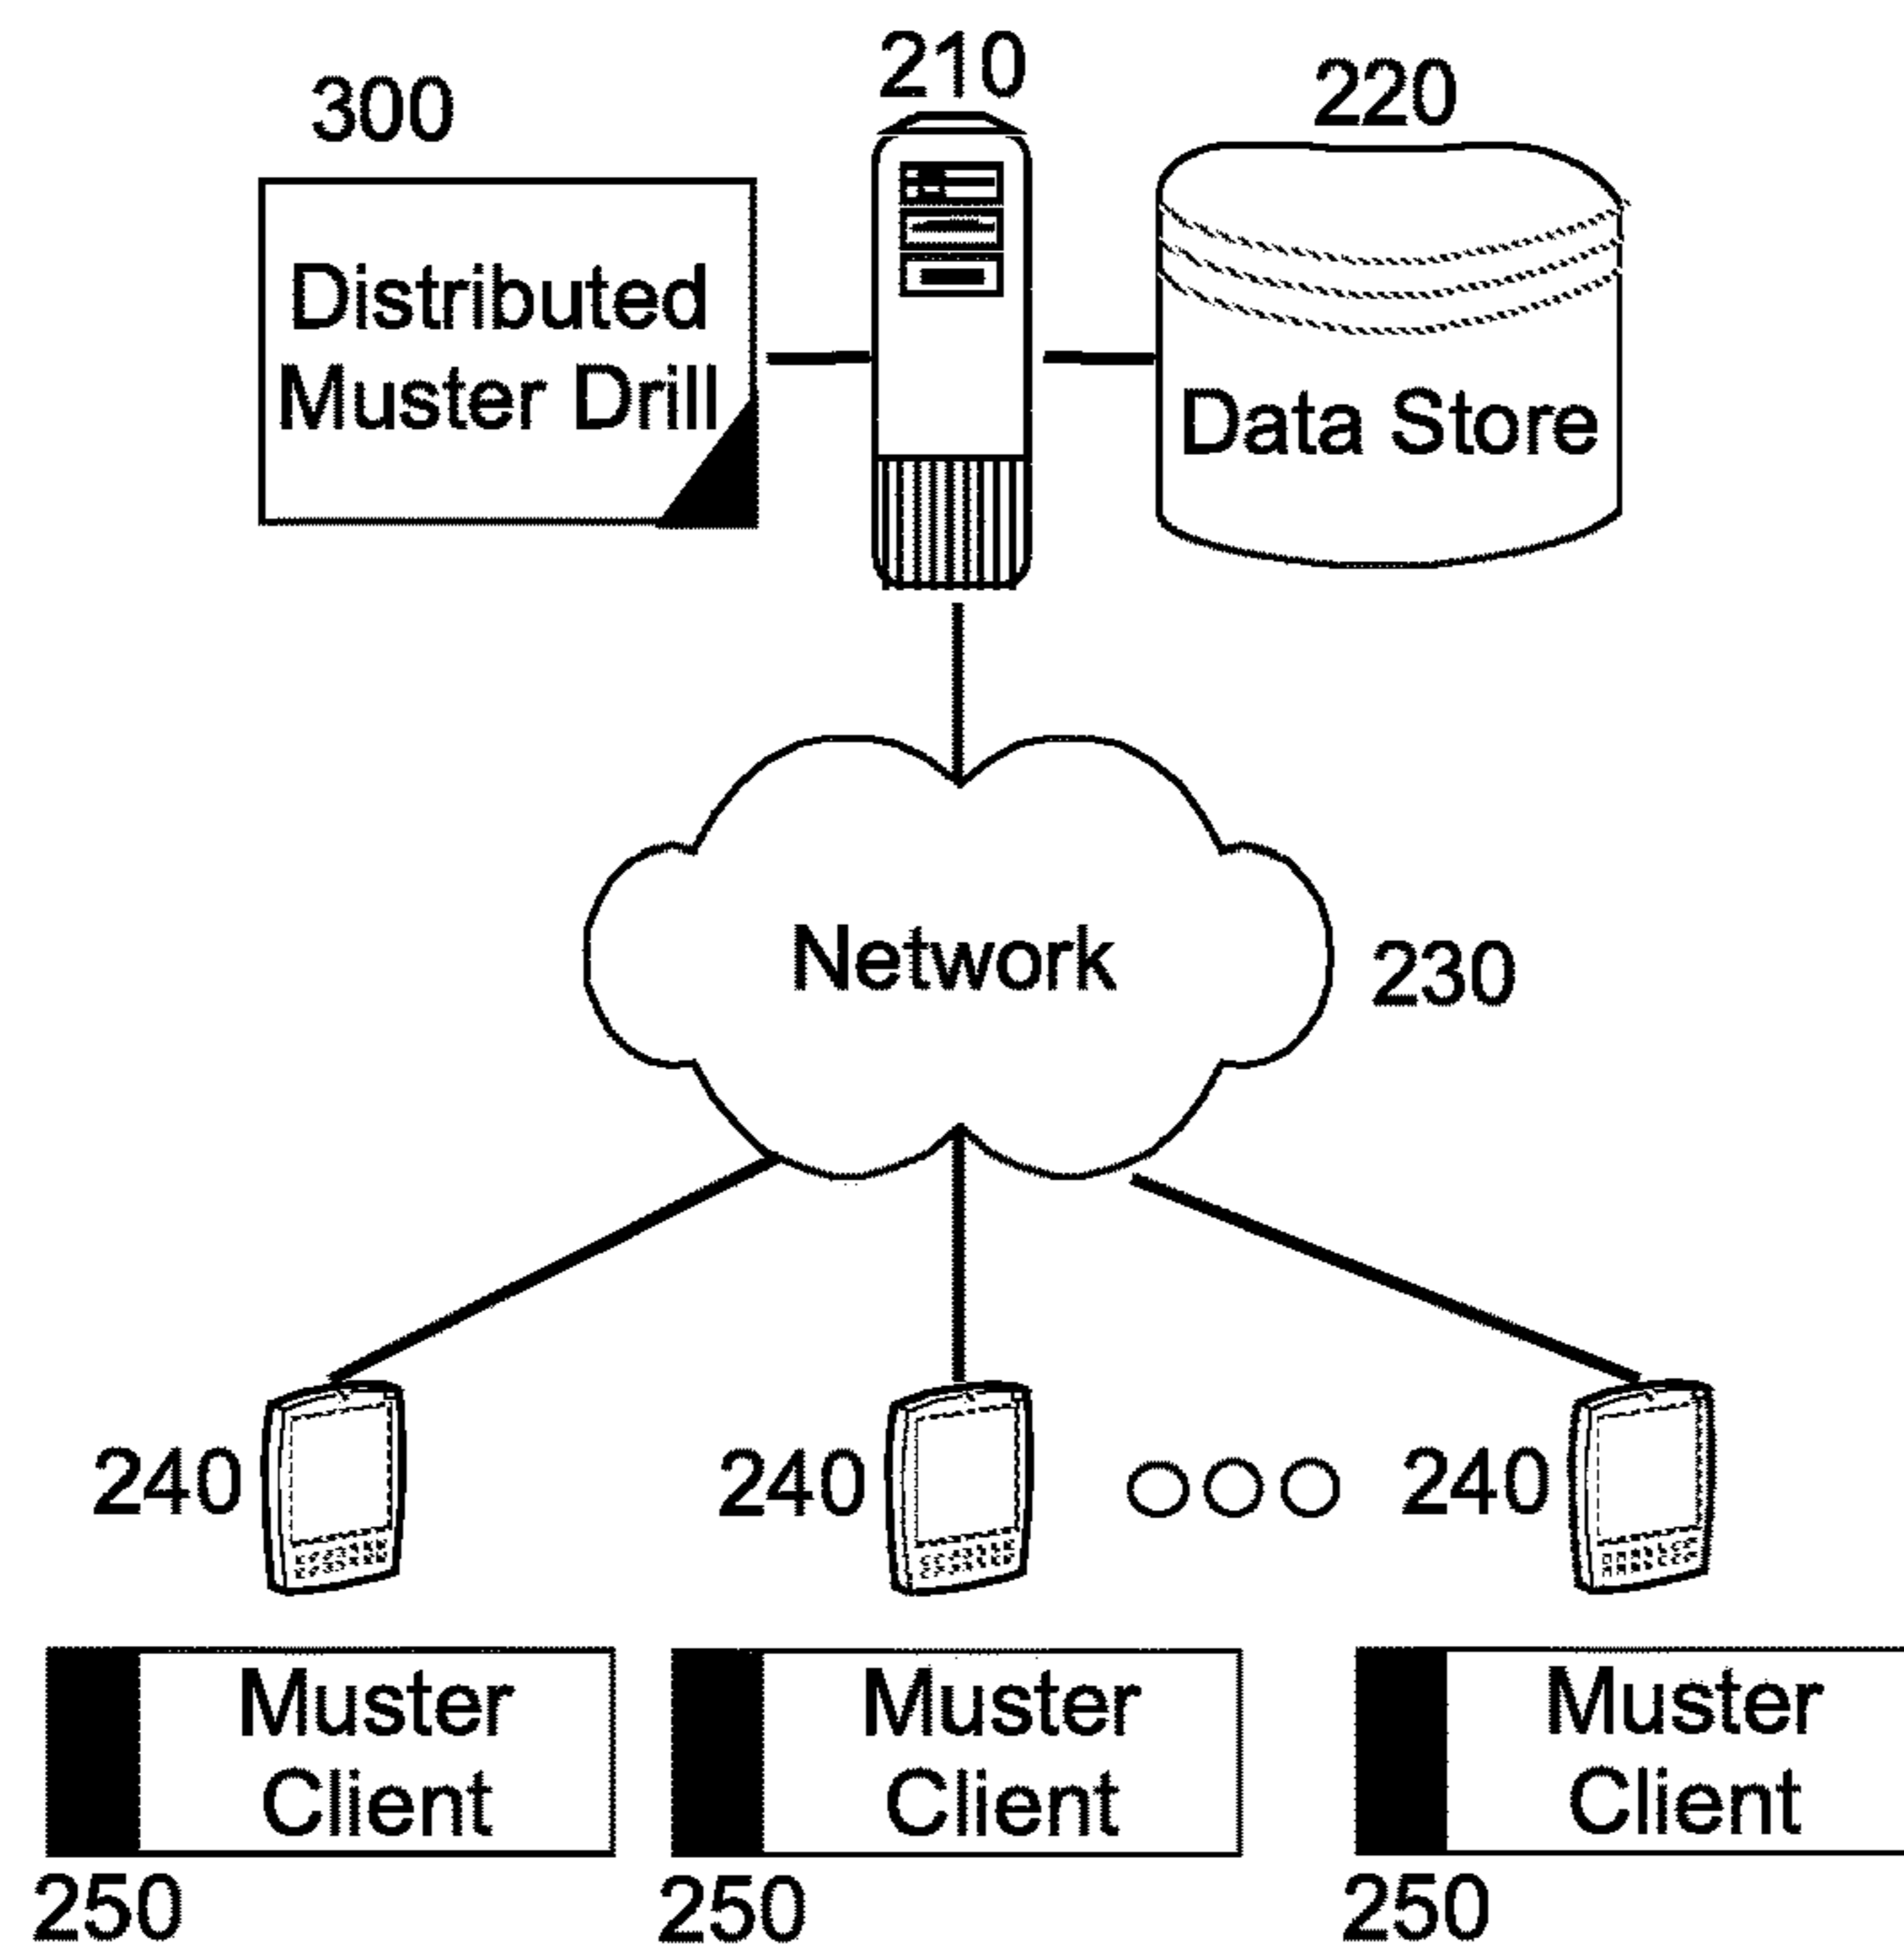 210
300
220
Distributed
Muster Drill
Data Store
Network
230
240
240
240
Muster
Client
Muster
Client
Muster
Client
250
250
250